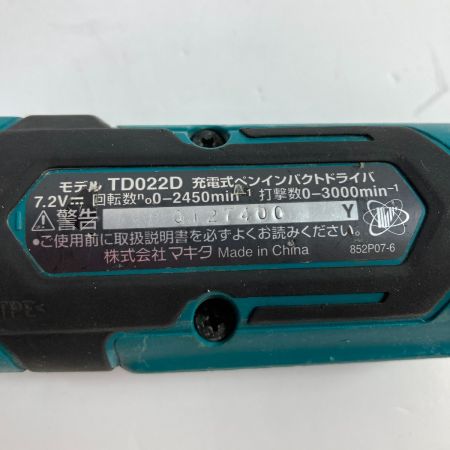 モデル TD022D 充電式ペンインパクトドライバ
7.2V⎓ 回転数n₀0-2450min⁻¹ 打撃数0-3000min⁻¹
警告 Y
ご使用前に取扱説明書を必ずよくお読みください。
株式会社 マキタ Made in China 852P07-6